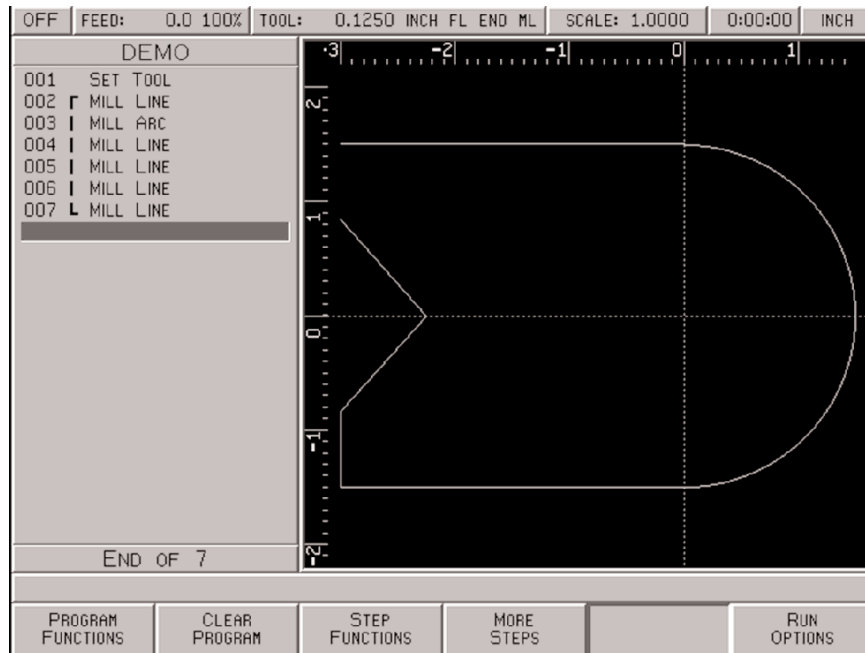 OFF FEED: 0.0 100% TOOL: 0.1250 INCH FL END ML SCALE: 1.0000 0:00:00 INCH
DEMO
001 SET TOOL
002 MILL LINE
003 MILL ARC
004 MILL LINE
005 MILL LINE
006 MILL LINE
007 MILL LINE
END OF 7
-3 -2 -1 0 1
2
1
0
-1
-2
PROGRAM FUNCTIONS
CLEAR PROGRAM
STEP FUNCTIONS
MORE STEPS
RUN OPTIONS